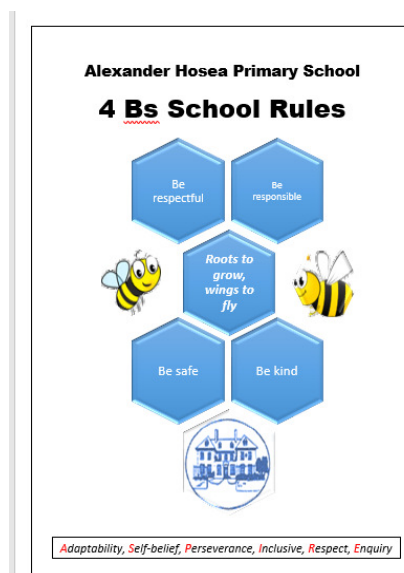 Alexander Hosea Primary School
4 Bs School Rules
Be
respectful
Be
responsible
Roots to
grow,
wings to
fly
Be safe
Be kind
Adaptability, Self-belief, Perseverance, Inclusive, Respect, Enquiry